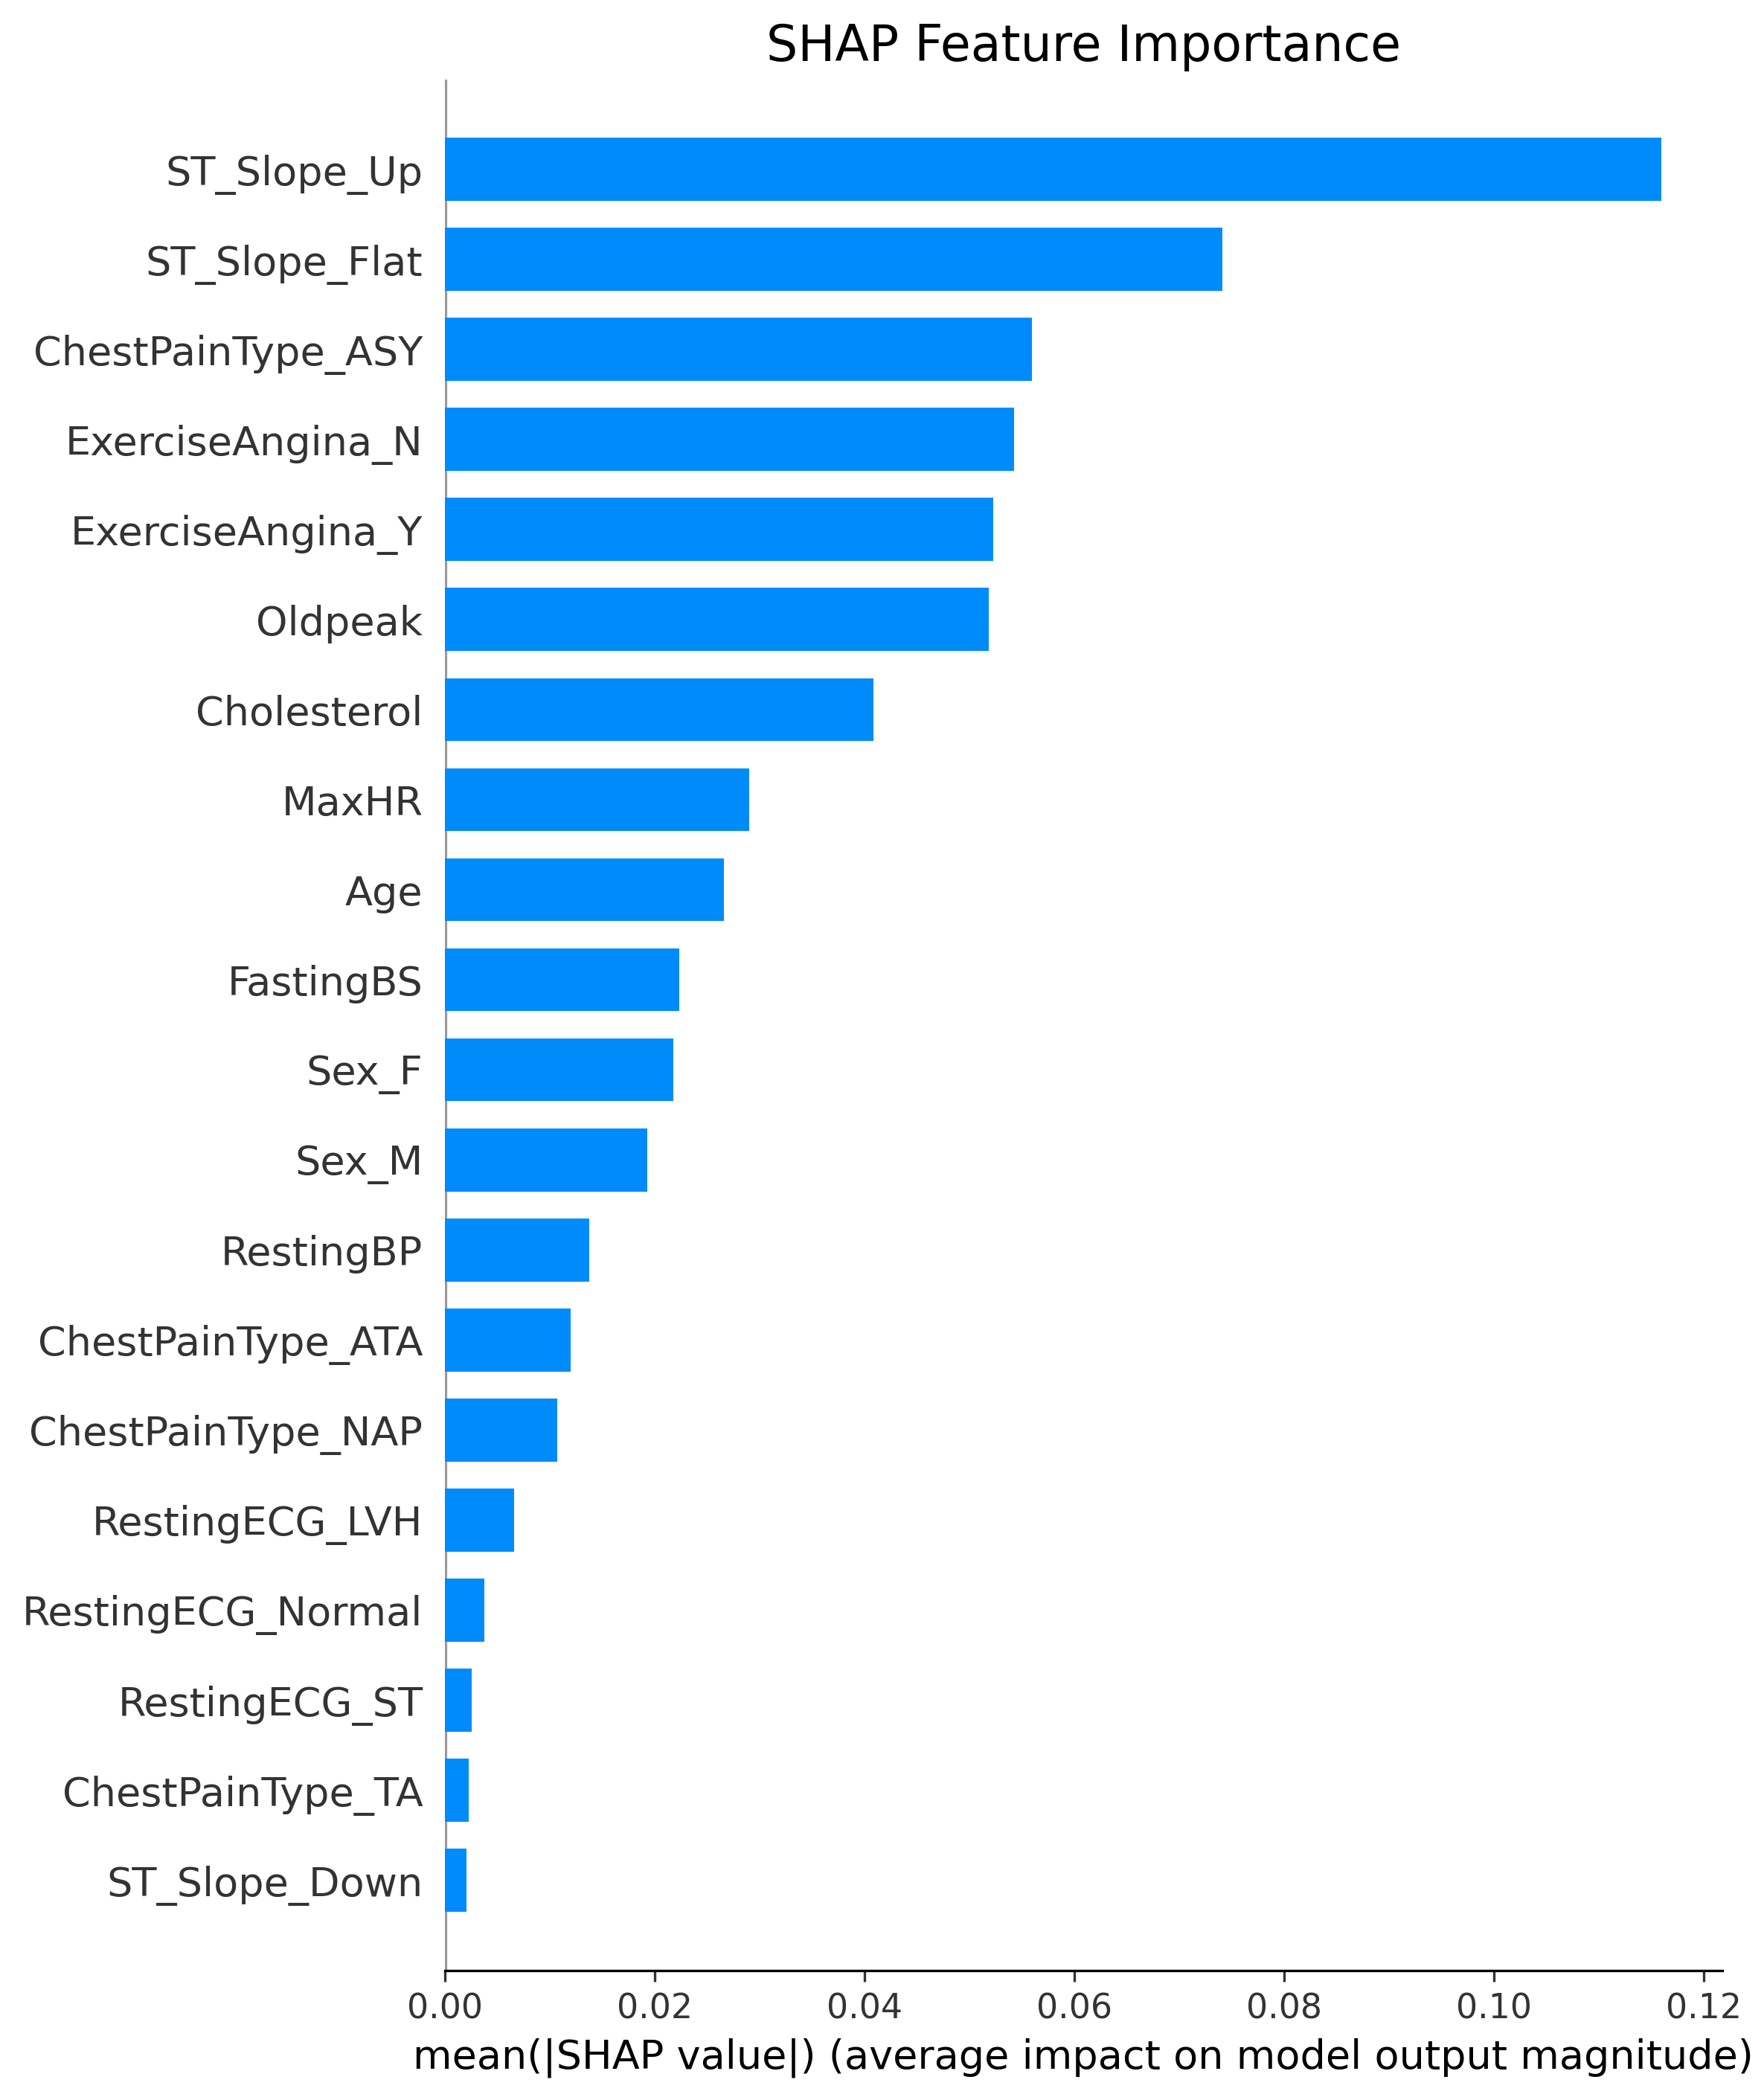 SHAP Feature Importance
ST_Slope_Up
ST_Slope_Flat
ChestPainType_ASY
ExerciseAngina_N
ExerciseAngina_Y
Oldpeak
Cholesterol
MaxHR
Age
FastingBS
Sex_F
Sex_M
RestingBP
ChestPainType_ATA
ChestPainType_NAP
RestingECG_LVH
RestingECG_Normal
RestingECG_ST
ChestPainType_TA
ST_Slope_Down
0.00 0.02 0.04 0.06 0.08 0.10 0.12
mean(|SHAP value|) (average impact on model output magnitude)